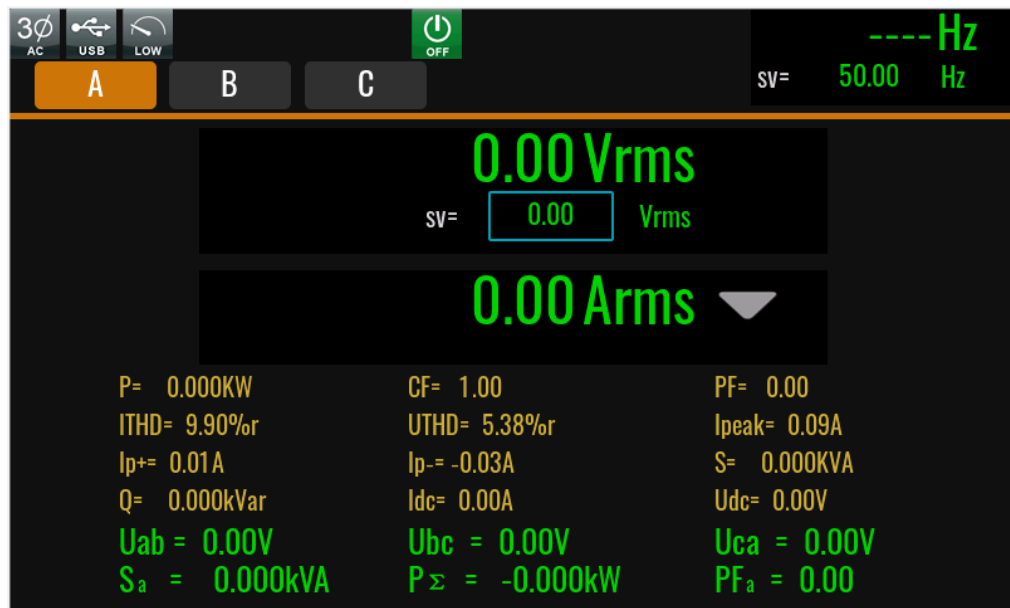 3Ø
AC USB LOW OFF
---- Hz
sv= 50.00 Hz
A B C
0.00 Vrms
sv= 0.00 Vrms
0.00 Arms
P= 0.000KW CF= 1.00 PF= 0.00
ITHD= 9.90%r UTHD= 5.38%r Ipeak= 0.09A
Ip+= 0.01A Ip-= -0.03A S= 0.000KVA
Q= 0.000kVar Idc= 0.00A Udc= 0.00V
Uab = 0.00V Ubc = 0.00V Uca = 0.00V
Sa = 0.000kVA PΣ = -0.000kW PFa = 0.00